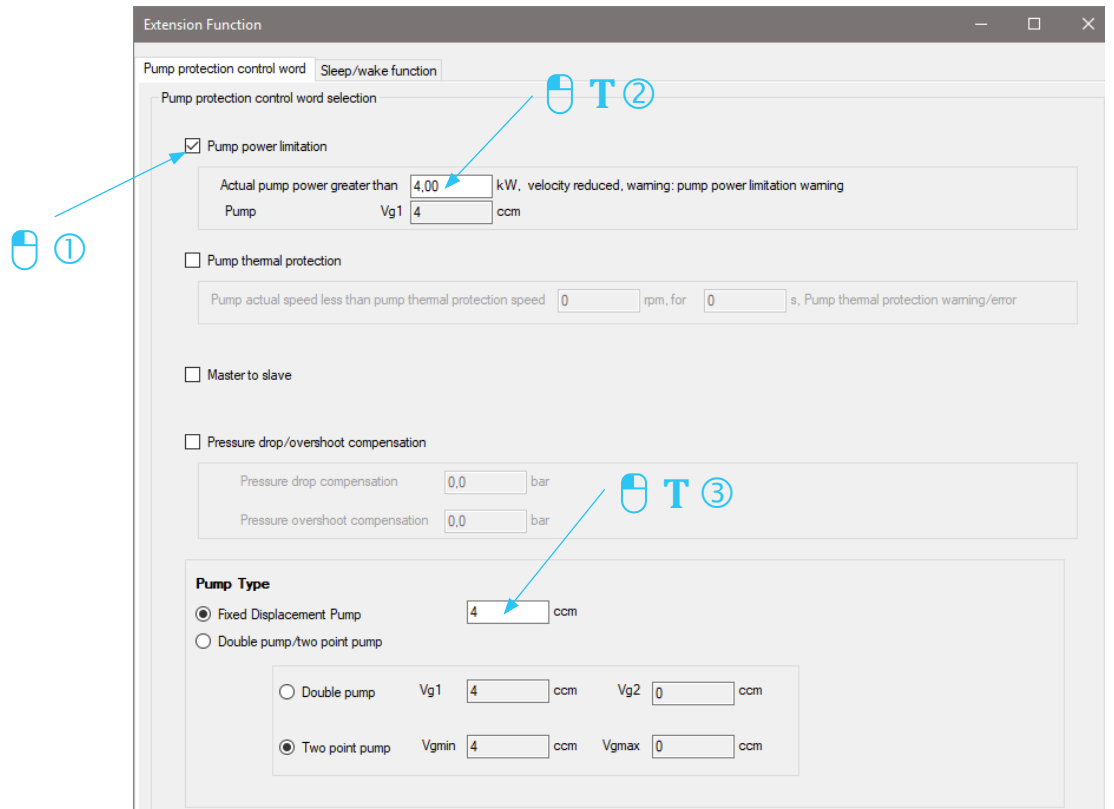 Extension Function
Pump protection control word Sleep/wake function
Pump protection control word selection
T ②
Pump power limitation
Actual pump power greater than 4,00 kW, velocity reduced, warning: pump power limitation warning
Pump Vg1 4 ccm
①
Pump thermal protection
Pump actual speed less than pump thermal protection speed 0 rpm, for 0 s, Pump thermal protection warning/error
Master to slave
Pressure drop/overshoot compensation
Pressure drop compensation 0,0 bar
T ③
Pressure overshoot compensation 0,0 bar
Pump Type
Fixed Displacement Pump 4 ccm
Double pump/two point pump
Double pump Vg1 4 ccm Vg2 0 ccm
Two point pump Vgmin 4 ccm Vgmax 0 ccm